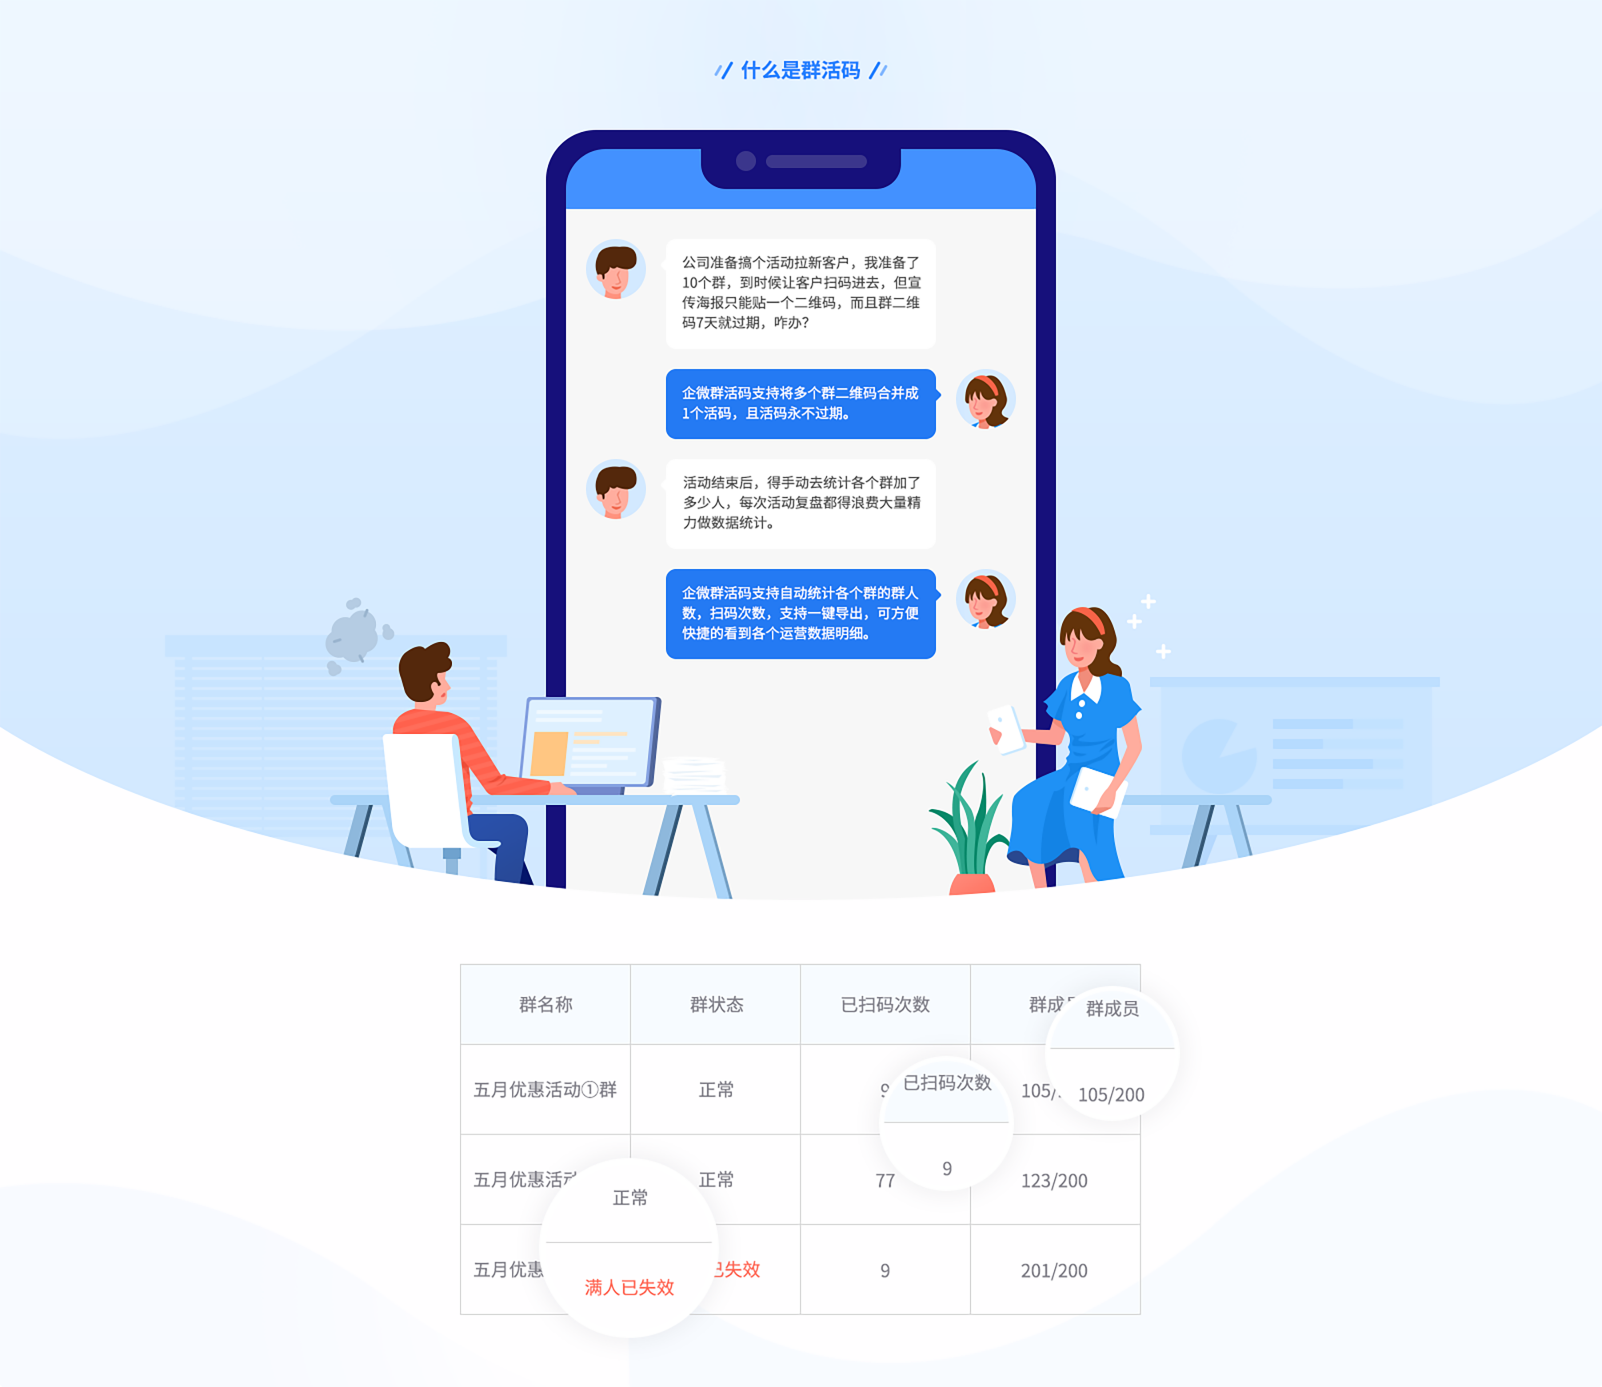 什么是群活码
公司准备搞个活动拉新客户，我准备了
10个群，到时候让客户扫码进去，但宣
传海报只能贴一个二维码，而且群二维
码7天就过期，咋办？
企微群活码支持将多个群二维码合并成
1个活码，且活码永不过期。
活动结束后，得手动去统计各个群加了
多少人，每次活动复盘都得浪费大量精
力做数据统计。
企微群活码支持自动统计各个群的群人
数，扫码次数，支持一键导出，可方便
快捷的看到各个运营数据明细。
群名称 群状态 已扫码次数 群成
群成员
五月优惠活动①群 正常 9 105/
105/200
已扫码次数
9
五月优惠活 正常 77 123/200
正常
五月优惠 已失效 9 201/200
满人已失效